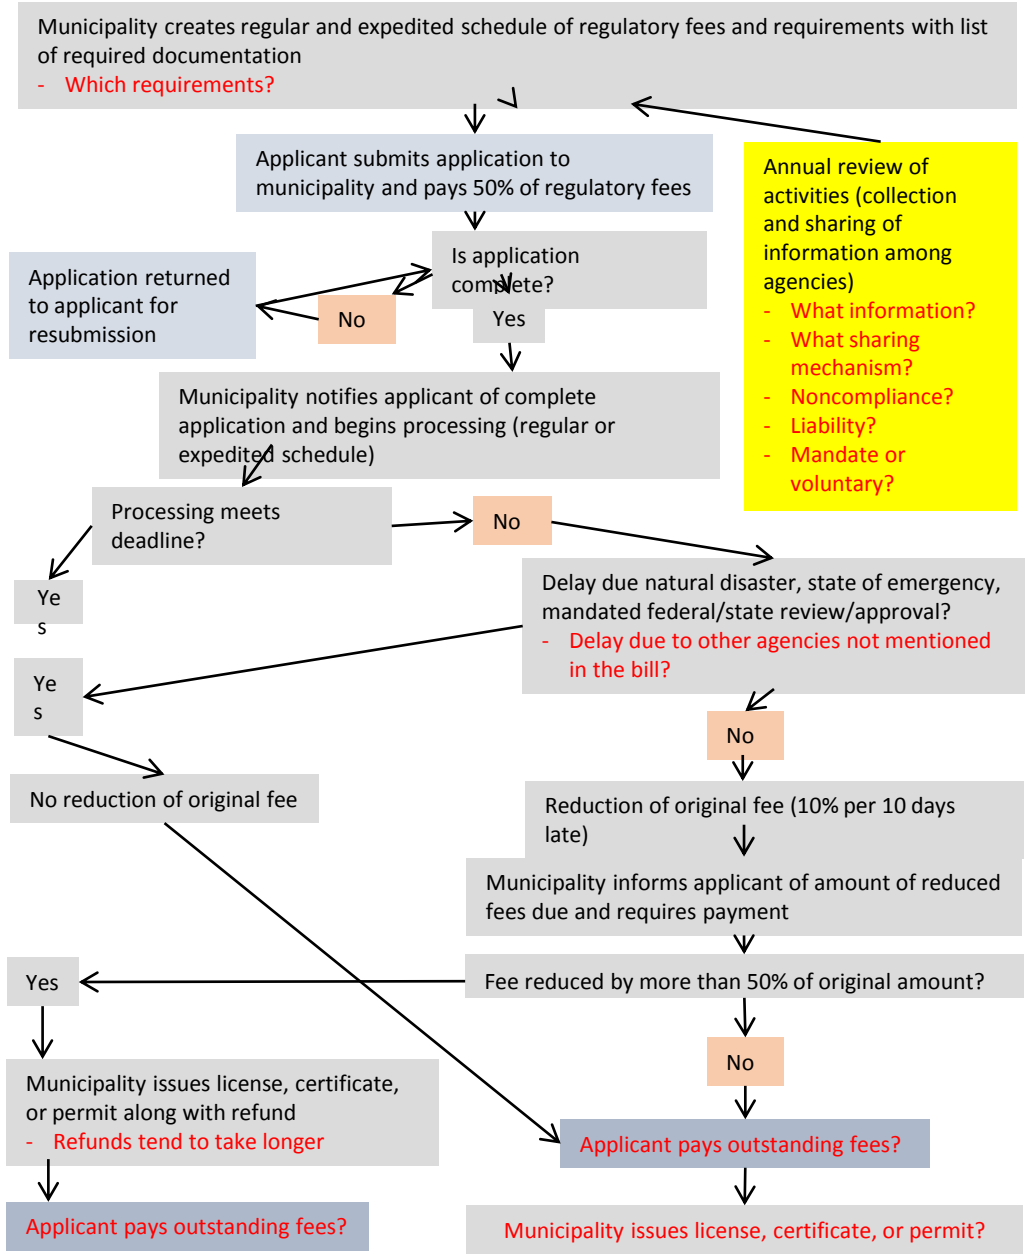 Municipality creates regular and expedited schedule of regulatory fees and requirements with list
of required documentation
- Which requirements?
Applicant submits application to
municipality and pays 50% of regulatory fees
Annual review of
activities (collection
and sharing of
information among
agencies)
- What information?
- What sharing
mechanism?
- Noncompliance?
- Liability?
- Mandate or
voluntary?
Is application
complete?
Application returned
to applicant for
resubmission
No
Yes
Municipality notifies applicant of complete
application and begins processing (regular or
expedited schedule)
Processing meets
deadline?
No
Ye
s
Delay due natural disaster, state of emergency,
mandated federal/state review/approval?
- Delay due to other agencies not mentioned
in the bill?
Ye
s
No
No reduction of original fee
Reduction of original fee (10% per 10 days
late)
Municipality informs applicant of amount of reduced
fees due and requires payment
Yes
Fee reduced by more than 50% of original amount?
No
Municipality issues license, certificate,
or permit along with refund
- Refunds tend to take longer
Applicant pays outstanding fees?
Applicant pays outstanding fees?
Municipality issues license, certificate, or permit?